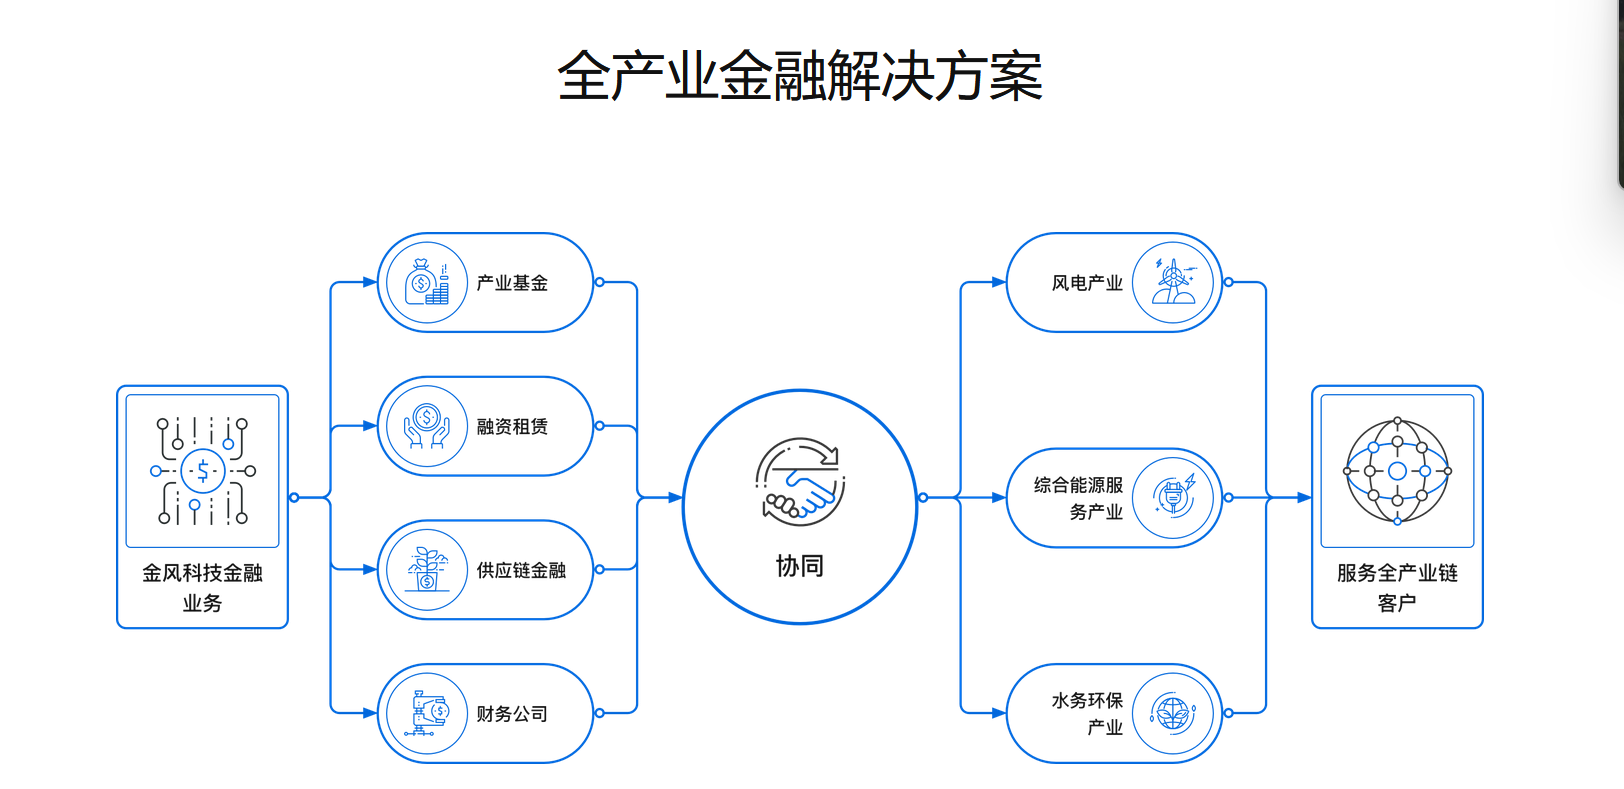 全产业金融解决方案
产业基金
融资租赁
供应链金融
财务公司
金风科技金融
业务
协同
风电产业
综合能源服
务产业
水务环保
产业
服务全产业链
客户